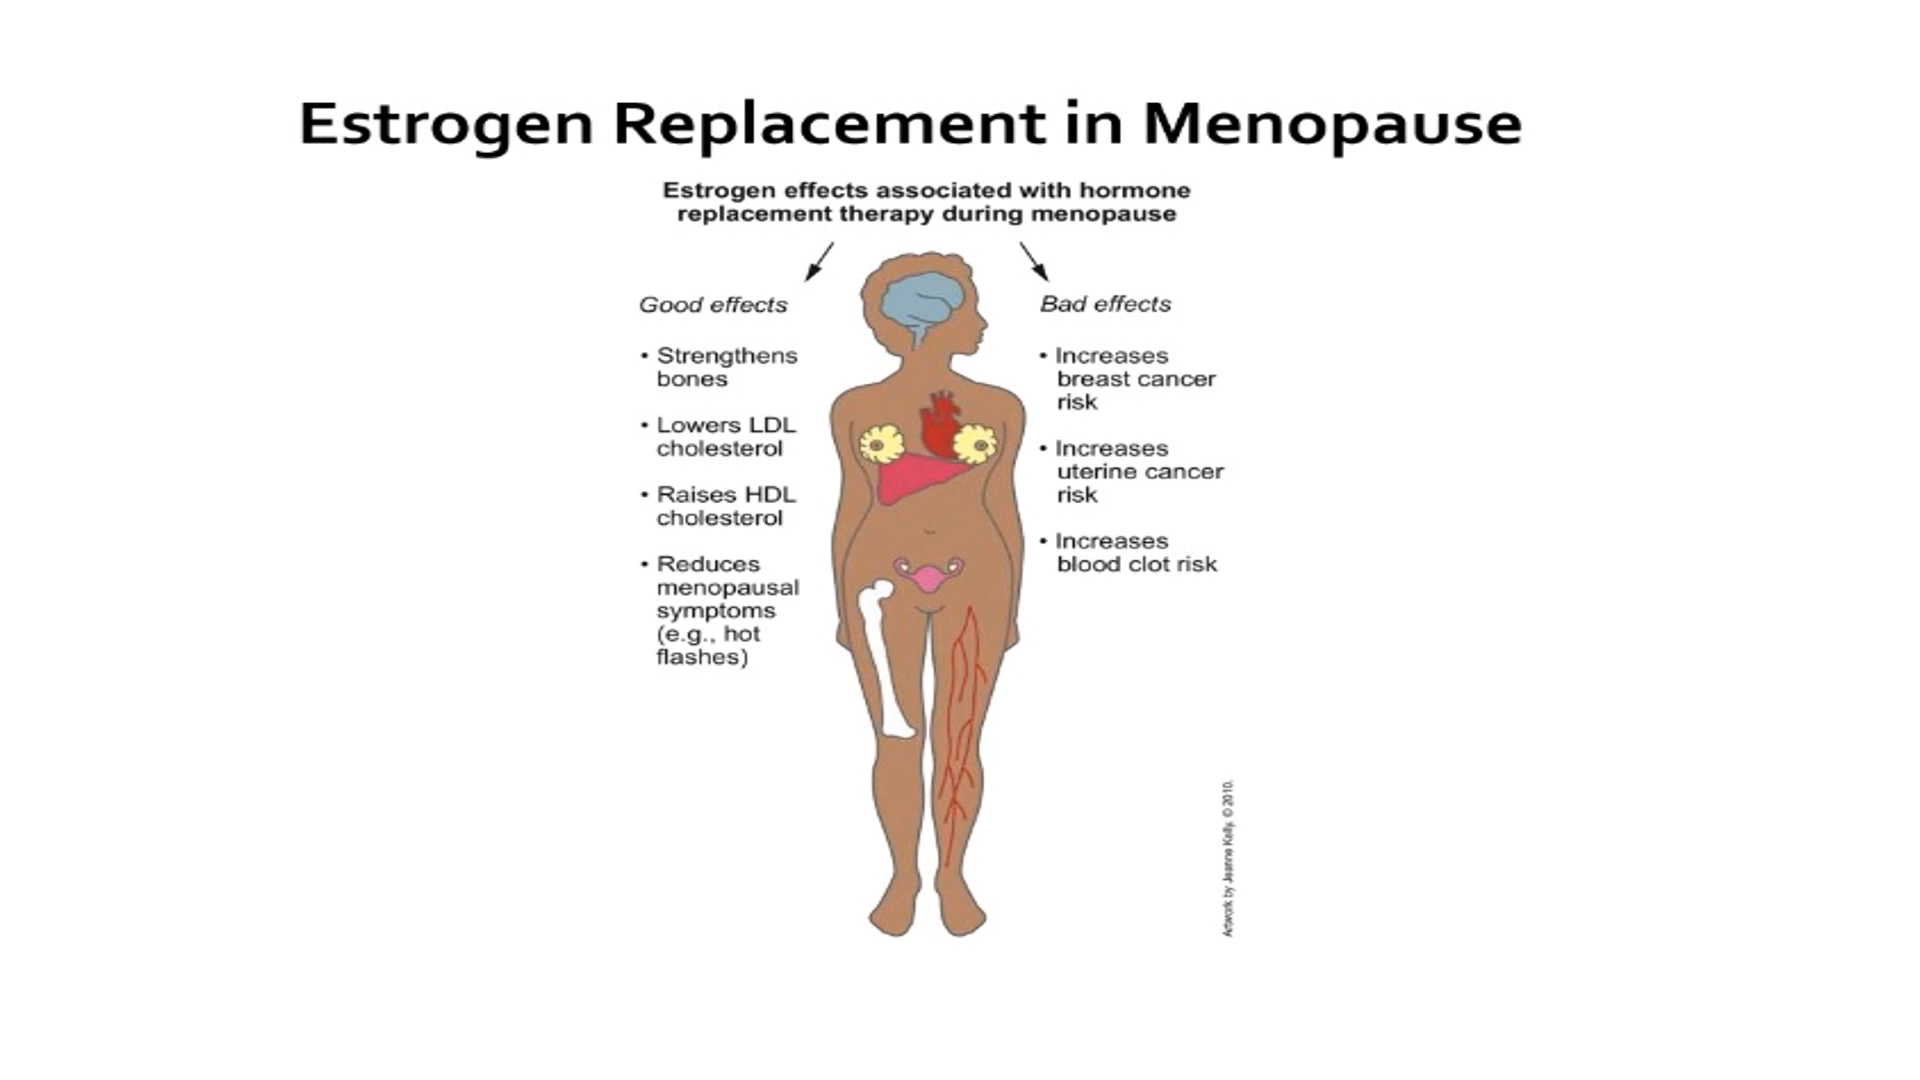 Estrogen Replacement in Menopause
Estrogen effects associated with hormone
replacement therapy during menopause
Good effects
• Strengthens
bones
• Lowers LDL
cholesterol
• Raises HDL
cholesterol
• Reduces
menopausal
symptoms
(e.g., hot
flashes)
Bad effects
• Increases
breast cancer
risk
• Increases
uterine cancer
risk
• Increases
blood clot risk
Artwork by Jeanne Kelly. © 2010.